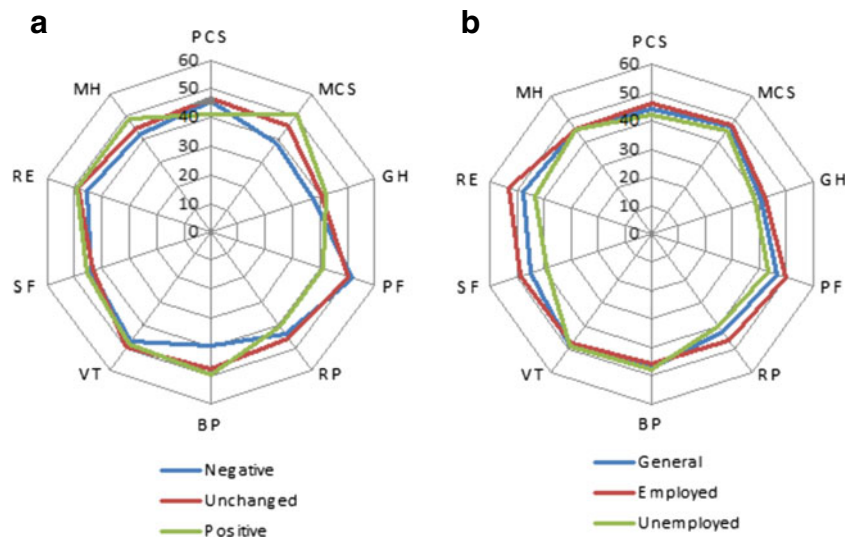 a
PCS
60
50
40
30
20
10
0
MCS
GH
PF
RP
BP
VT
SF
RE
MH
Negative
Unchanged
Positive
b
PCS
60
50
40
30
20
10
0
MCS
GH
PF
RP
BP
VT
SF
RE
MH
General
Employed
Unemployed